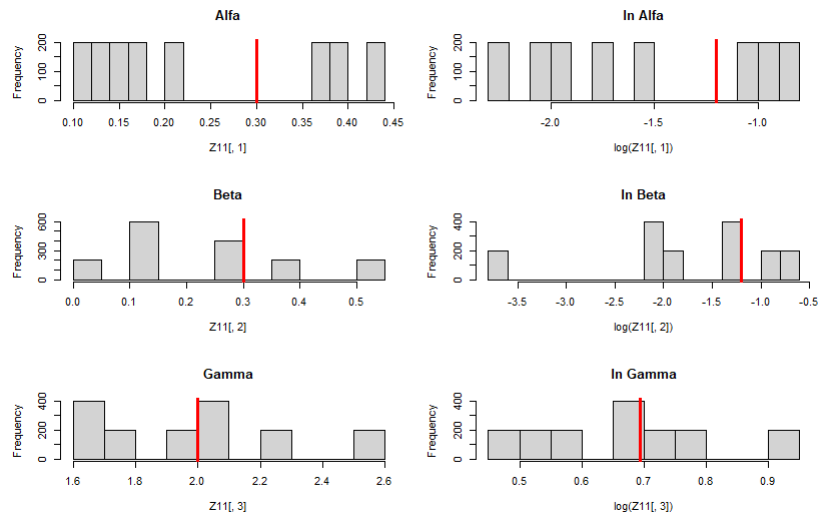 Alfa
Frequency
0 100 200
0.10 0.15 0.20 0.25 0.30 0.35 0.40 0.45
Z11[, 1]
ln Alfa
Frequency
0 100 200
-2.0 -1.5 -1.0
log(Z11[, 1])
Beta
Frequency
0 300 600
0.0 0.1 0.2 0.3 0.4 0.5
Z11[, 2]
ln Beta
Frequency
0 200 400
-3.5 -3.0 -2.5 -2.0 -1.5 -1.0 -0.5
log(Z11[, 2])
Gamma
Frequency
0 200 400
1.6 1.8 2.0 2.2 2.4 2.6
Z11[, 3]
ln Gamma
Frequency
0 200 400
0.5 0.6 0.7 0.8 0.9
log(Z11[, 3])